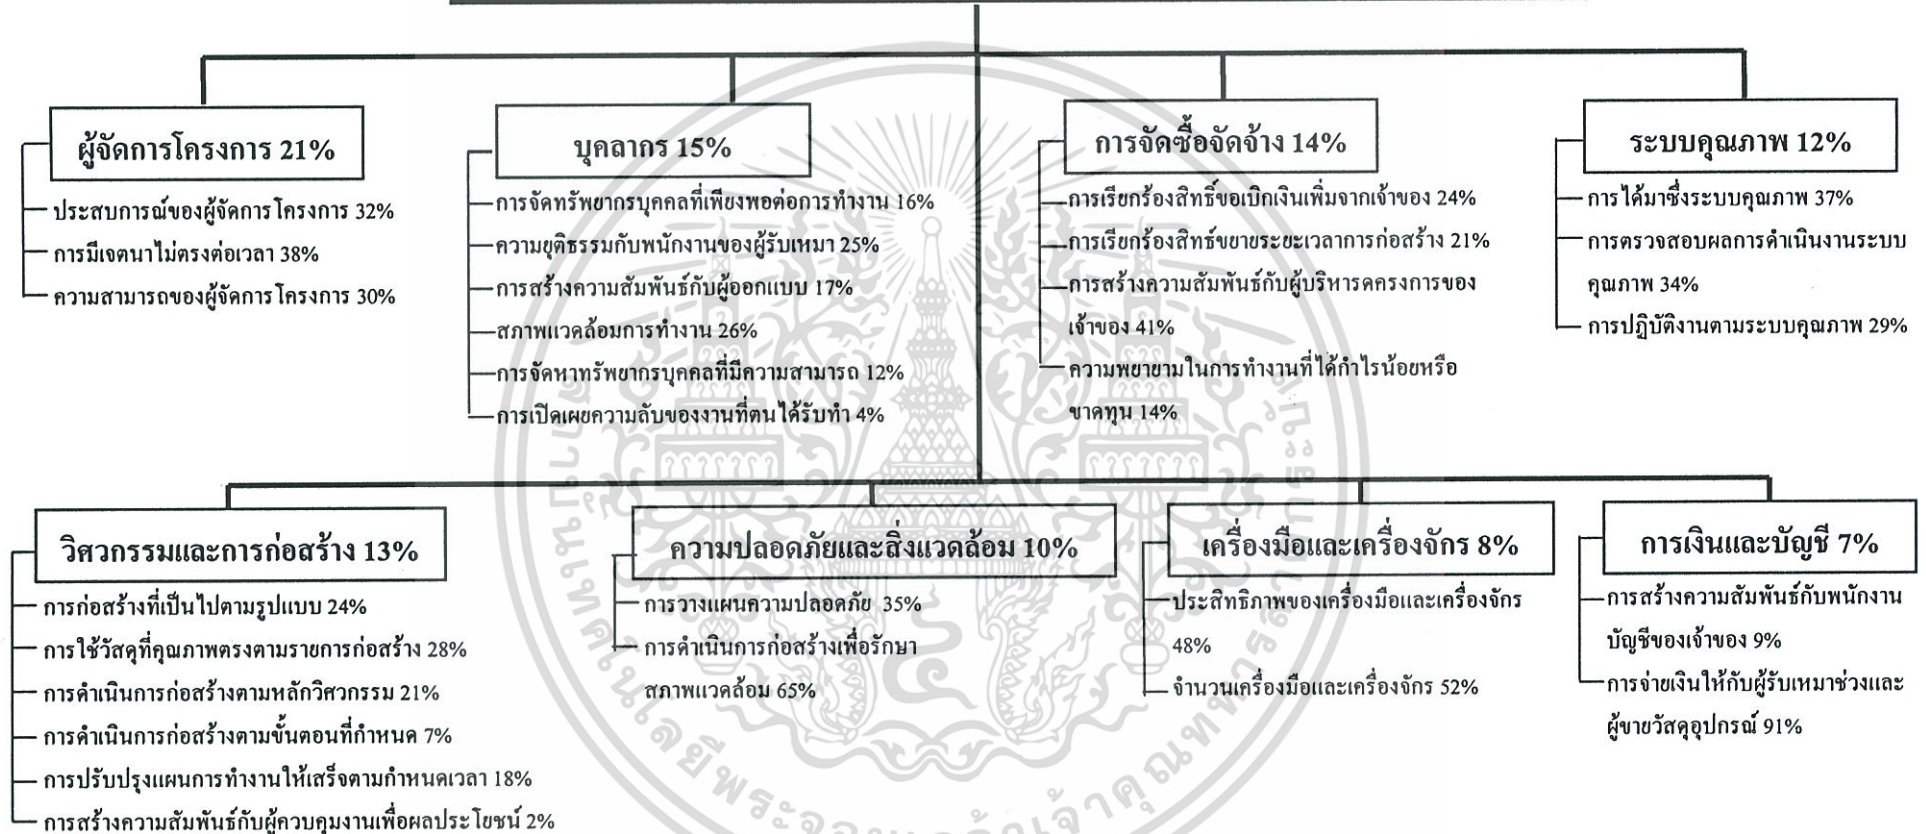 ผู้จัดการโครงการ 21%
ประสบการณ์ของผู้จัดการโครงการ 32%
การมีเจตนาไม่ตรงต่อเวลา 38%
ความสามารถของผู้จัดการโครงการ 30%
บุคลากร 15%
การจัดทรัพยากรบุคคลที่เพียงพอต่อการทำงาน 16%
ความยุติธรรมกับพนักงานของผู้รับเหมา 25%
การสร้างความสัมพันธ์กับผู้ออกแบบ 17%
สภาพแวดล้อมการทำงาน 26%
การจัดหาทรัพยากรบุคคลที่มีความสามารถ 12%
การเปิดเผยความลับของงานที่ตนได้รับทำ 4%
การจัดซื้อจัดจ้าง 14%
การเรียกร้องสิทธิ์ขอเบิกเงินเพิ่มจากเจ้าของ 24%
การเรียกร้องสิทธ์ขยายระยะเวลาการก่อสร้าง 21%
การสร้างความสัมพันธ์กับผู้บริหารดครงการของ
เจ้าของ 41%
ความพยายามในการทำงานที่ได้กำไรน้อยหรือ
ขาดทุน 14%
ระบบคุณภาพ 12%
การได้มาซึ่งระบบคุณภาพ 37%
การตรวจสอบผลการดำเนินงานระบบ
คุณภาพ 34%
การปฏิบัติงานตามระบบคุณภาพ 29%
วิศวกรรมและการก่อสร้าง 13%
การก่อสร้างที่เป็นไปตามรูปแบบ 24%
การใช้วัสดุที่คุณภาพตรงตามรายการก่อสร้าง 28%
การดำเนินการก่อสร้างตามหลักวิศวกรรม 21%
การดำเนินการก่อสร้างตามขั้นตอนที่กำหนด 7%
การปรับปรุงแผนการทำงานให้เสร็จตามกำหนดเวลา 18%
การสร้างความสัมพันธ์กับผู้ควบคุมงานเพื่อผลประโยชน์ 2%
ความปลอดภัยและสิ่งแวดล้อม 10%
การวางแผนความปลอดภัย 35%
การดำเนินการก่อสร้างเพื่อรักษา
สภาพแวดล้อม 65%
เครื่องมือและเครื่องจักร 8%
ประสิทธิภาพของเครื่องมือและเครื่องจักร
48%
จำนวนเครื่องมือและเครื่องจักร 52%
การเงินและบัญชี 7%
การสร้างความสัมพันธ์กับพนักงาน
บัญชีของเจ้าของ 9%
การจ่ายเงินให้กับผู้รับเหมาช่วงและ
ผู้ขายวัสดุอุปกรณ์ 91%